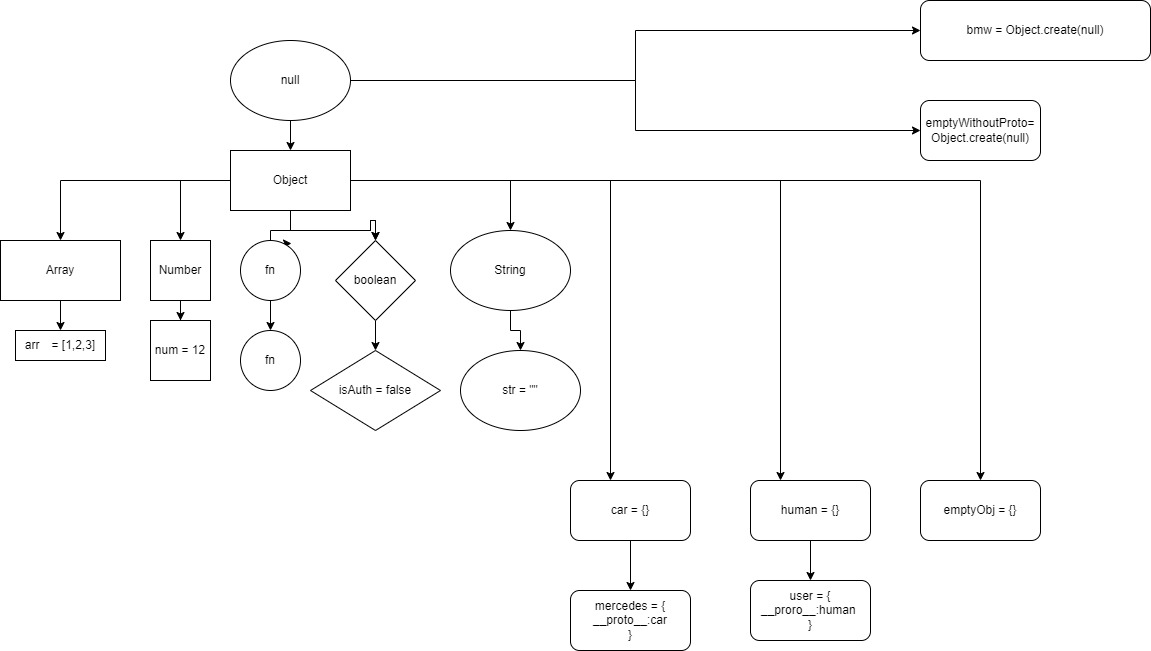 bmw = Object.create(null)
null
emptyWithoutProto=
Object.create(null)
Object
Array
Number
fn
boolean
String
arr = [1,2,3]
num = 12
fn
isAuth = false
str = ""
car = {}
human = {}
emptyObj = {}
mercedes = {
__proto__:car
}
user = {
__proro__:human
}